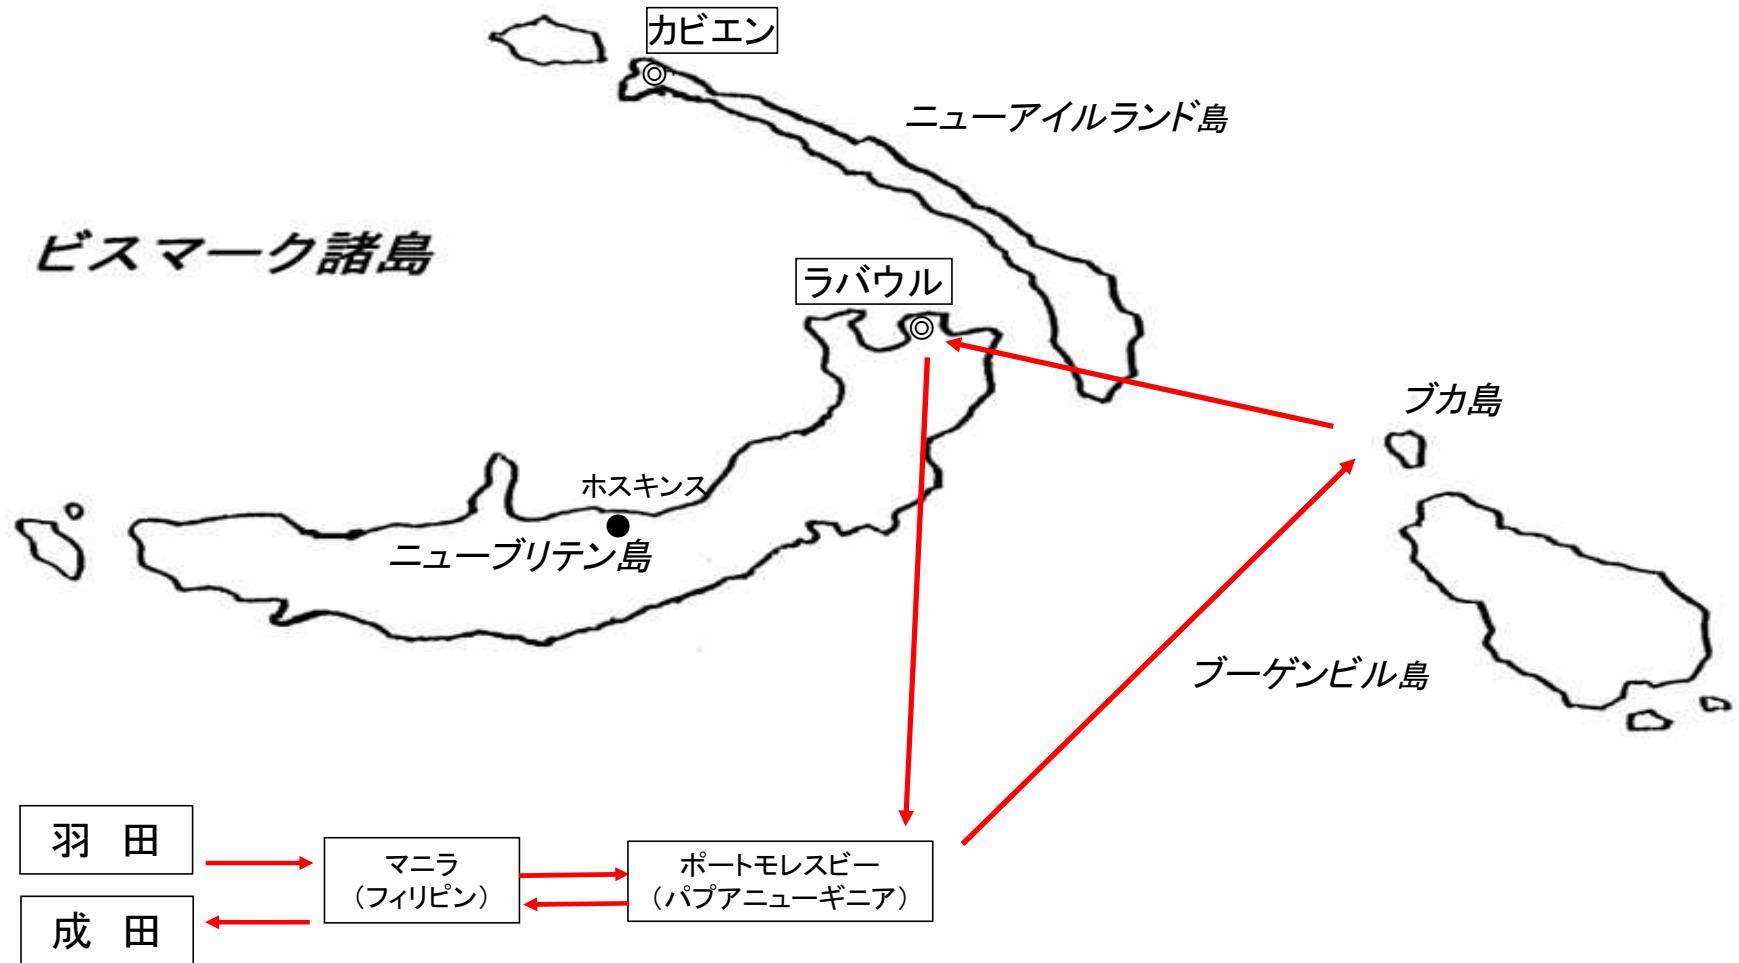 カビエン
ニューアイルランド島
ビスマーク諸島
ラバウル
ブカ島
ホスキンス
ニューブリテン島
ブーゲンビル島
羽　田
マニラ
（フィリピン）
ポートモレスビー
（パプアニューギニア）
成　田